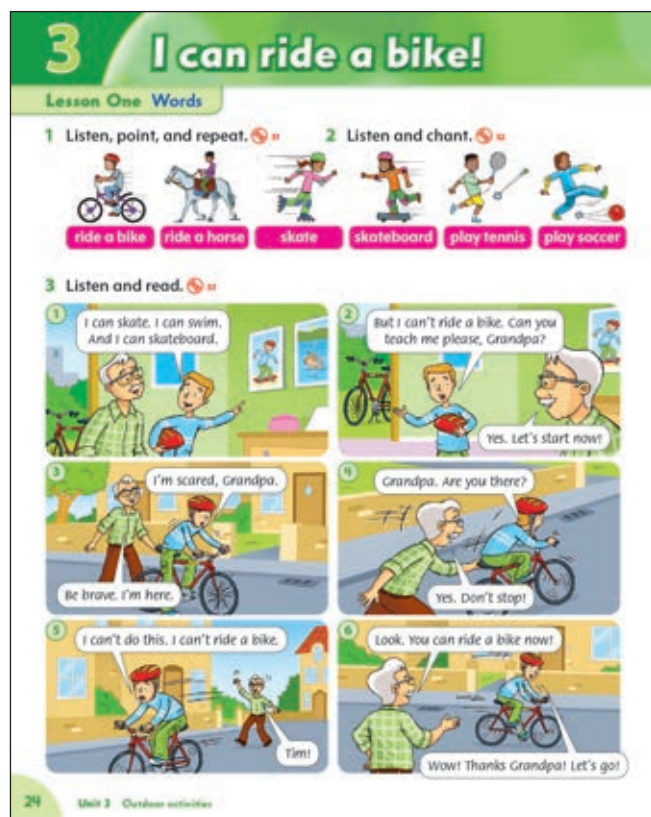 3
I can ride a bike!
Lesson One Words
1 Listen, point, and repeat.
2 Listen and chant.
ride a bike
ride a horse
skate
skateboard
play tennis
play soccer
3 Listen and read.
1
I can skate. I can swim.
And I can skateboard.
2
But I can't ride a bike. Can you
teach me please, Grandpa?
Yes. Let's start now!
3
I'm scared, Grandpa.
Be brave. I'm here.
4
Grandpa. Are you there?
Yes. Don't stop!
5
I can't do this. I can't ride a bike.
Tim!
6
Look. You can ride a bike now!
Wow! Thanks Grandpa! Let's go!
24 Unit 3 Outdoor activities